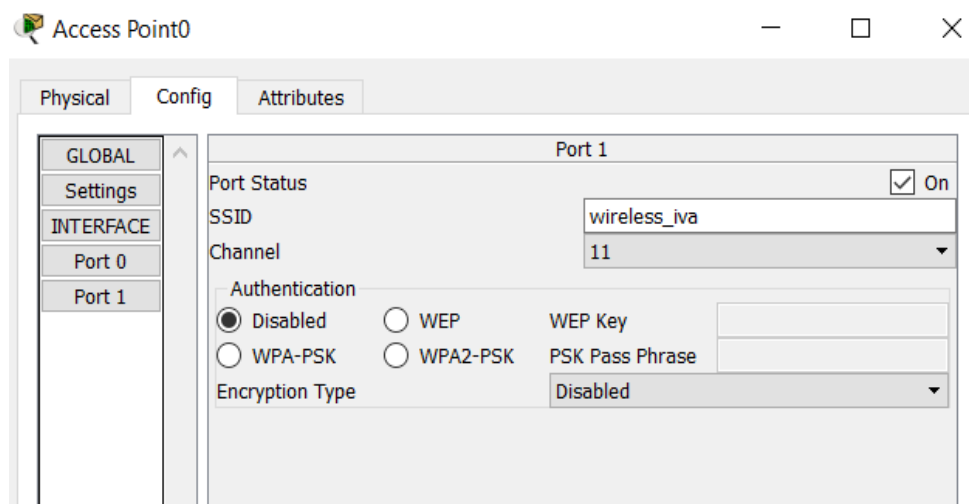 Access Point0
Physical Config Attributes
GLOBAL
Settings
INTERFACE
Port 0
Port 1
Port 1
Port Status On
SSID wireless_iva
Channel 11
Authentication
Disabled WEP WEP Key
WPA-PSK WPA2-PSK PSK Pass Phrase
Encryption Type Disabled